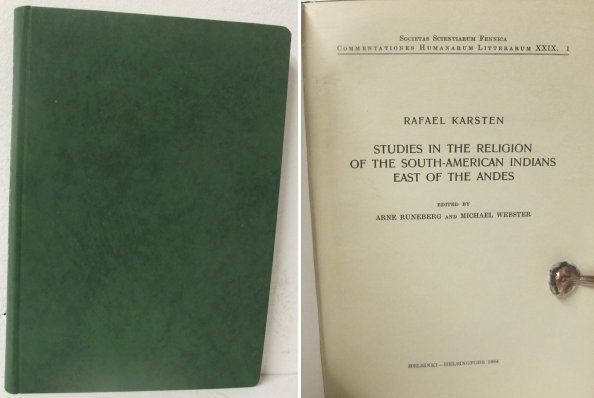 SOCIETAS SCIENTIARUM FENNICA
COMMENTATIONES HUMANARUM LITTERARUM XXIX. 1
RAFAEL KARSTEN
STUDIES IN THE RELIGION
OF THE SOUTH-AMERICAN INDIANS
EAST OF THE ANDES
EDITED BY
ARNE RUNEBERG AND MICHAEL WEBSTER
HELSINKI—HELSINGFORS 1964